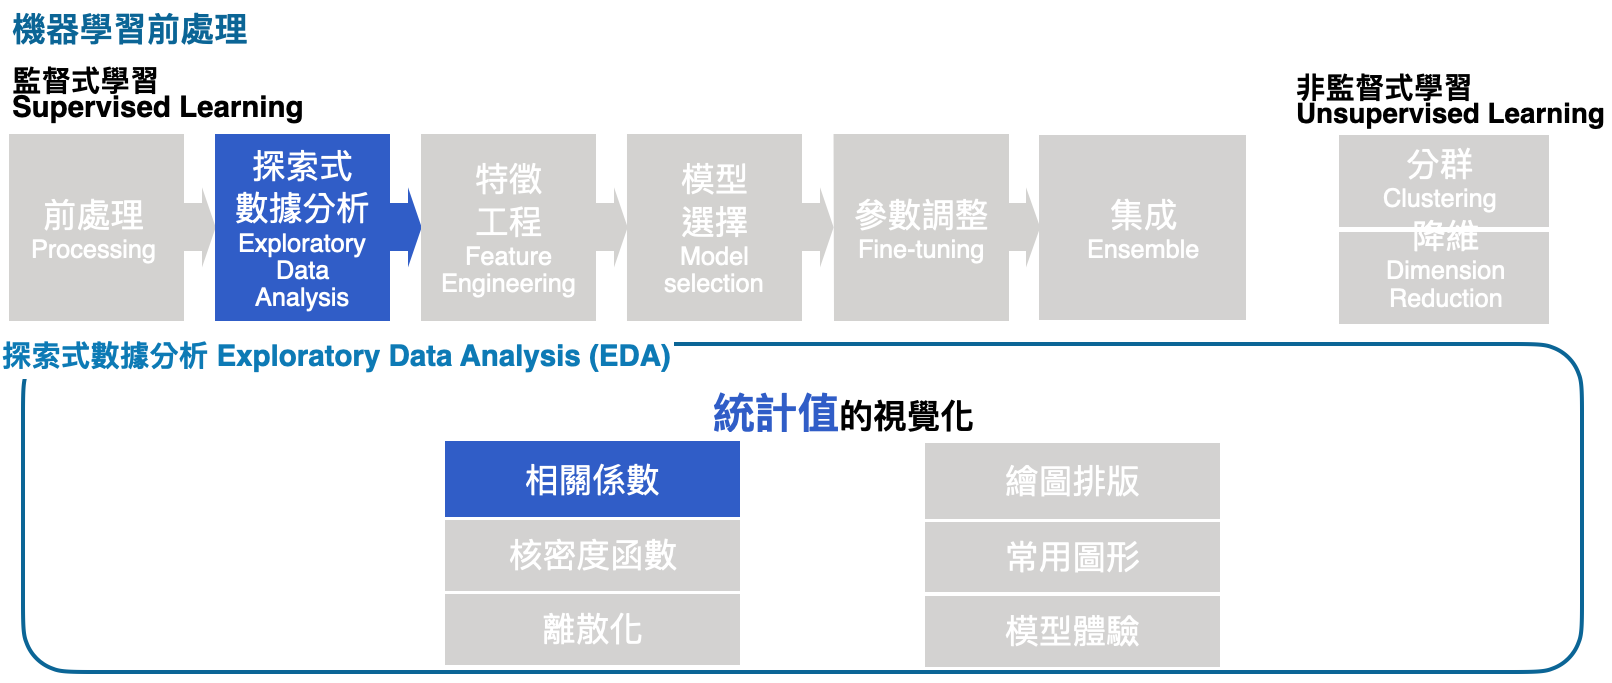 機器學習前處理
監督式學習
Supervised Learning
非監督式學習
Unsupervised Learning
前處理
Processing
探索式
數據分析
Exploratory
Data
Analysis
特徵
工程
Feature
Engineering
模型
選擇
Model
selection
參數調整
Fine-tuning
集成
Ensemble
分群
Clustering
降維
Dimension
Reduction
探索式數據分析 Exploratory Data Analysis (EDA)
統計值的視覺化
相關係數
核密度函數
離散化
繪圖排版
常用圖形
模型體驗